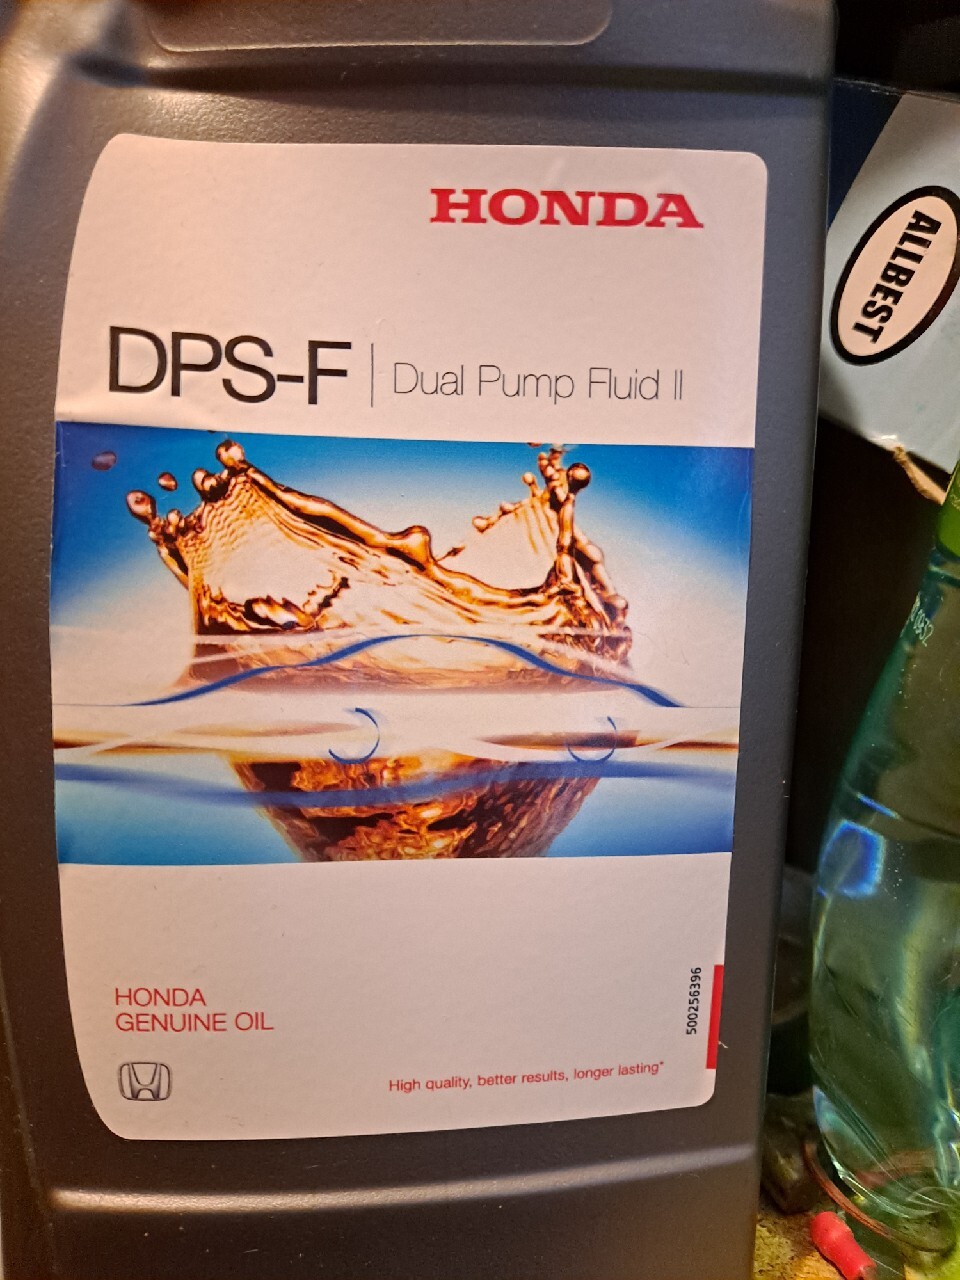 HONDA
DPS-F | Dual Pump Fluid II
HONDA
GENUINE OIL
High quality, better results, longer lasting*
500256396
ALLBEST